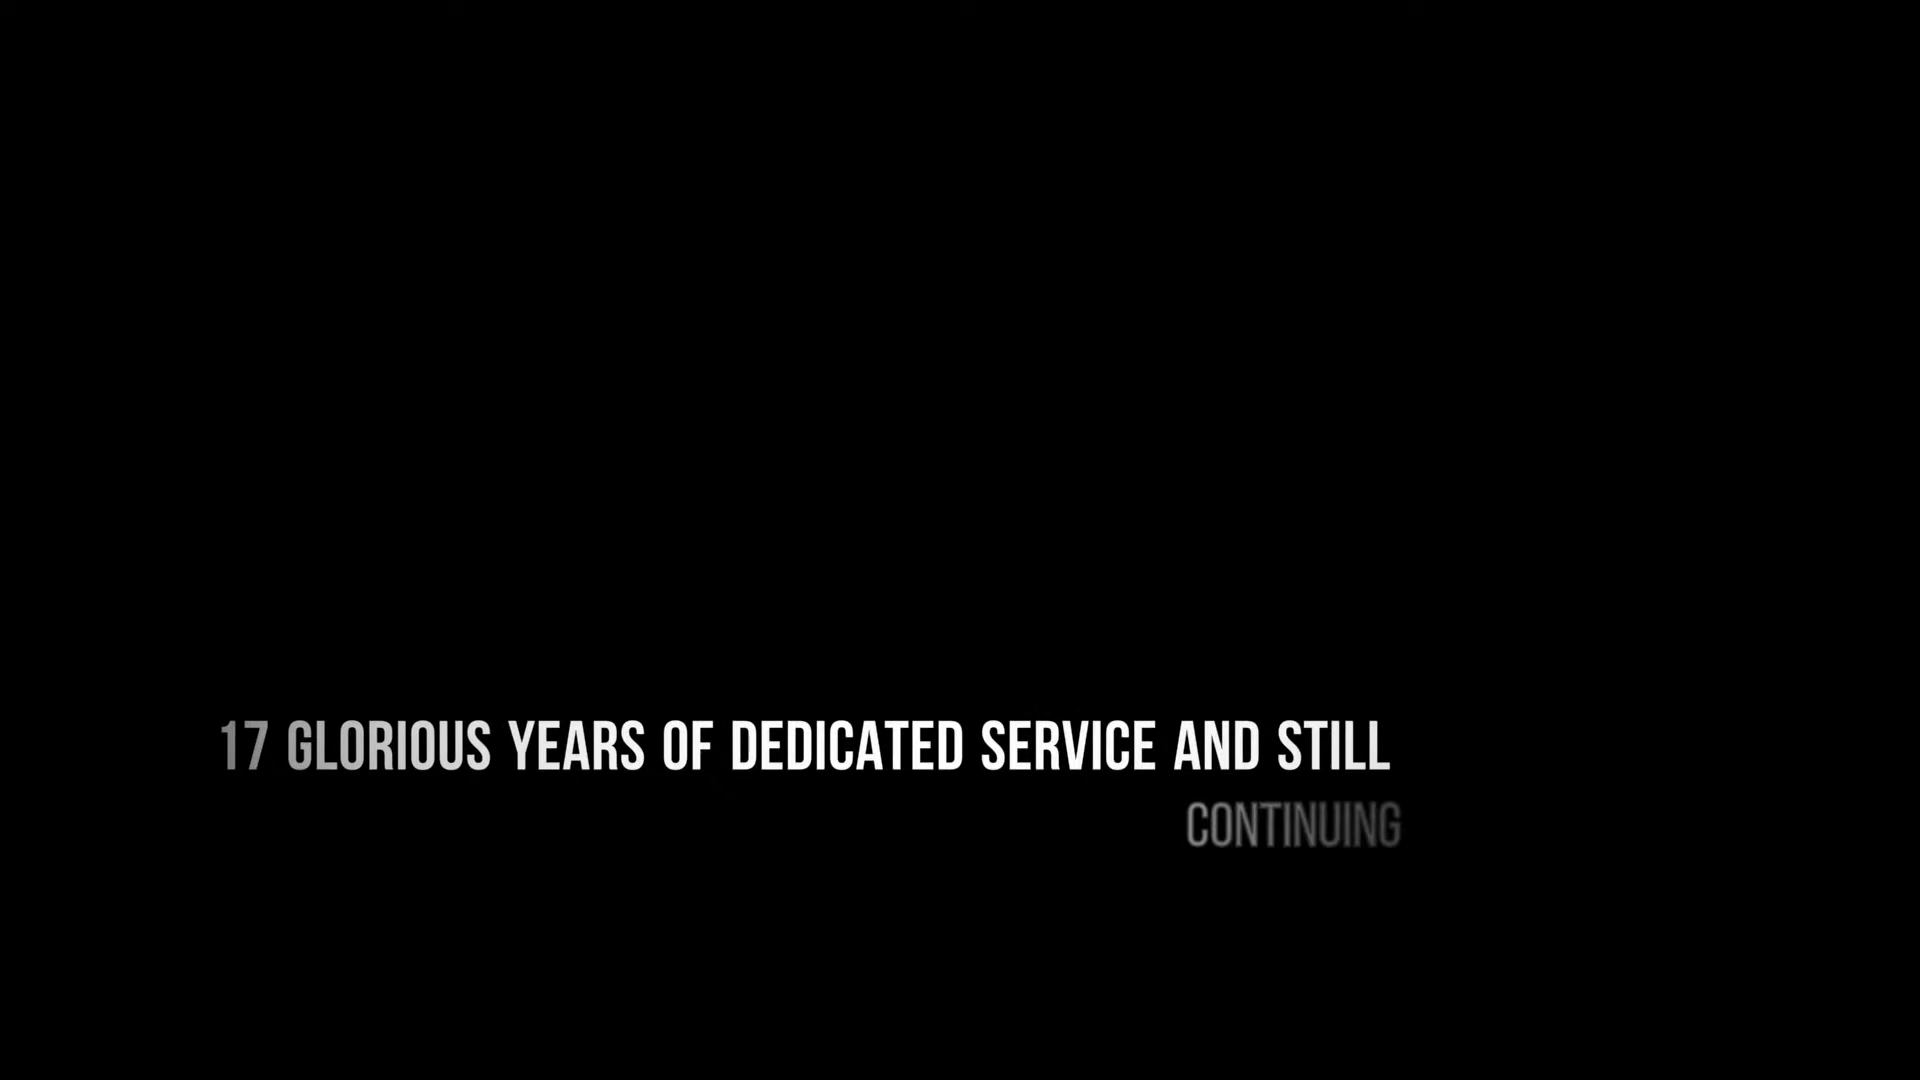 17 GLORIOUS YEARS OF DEDICATED SERVICE AND STILL
CONTINUING